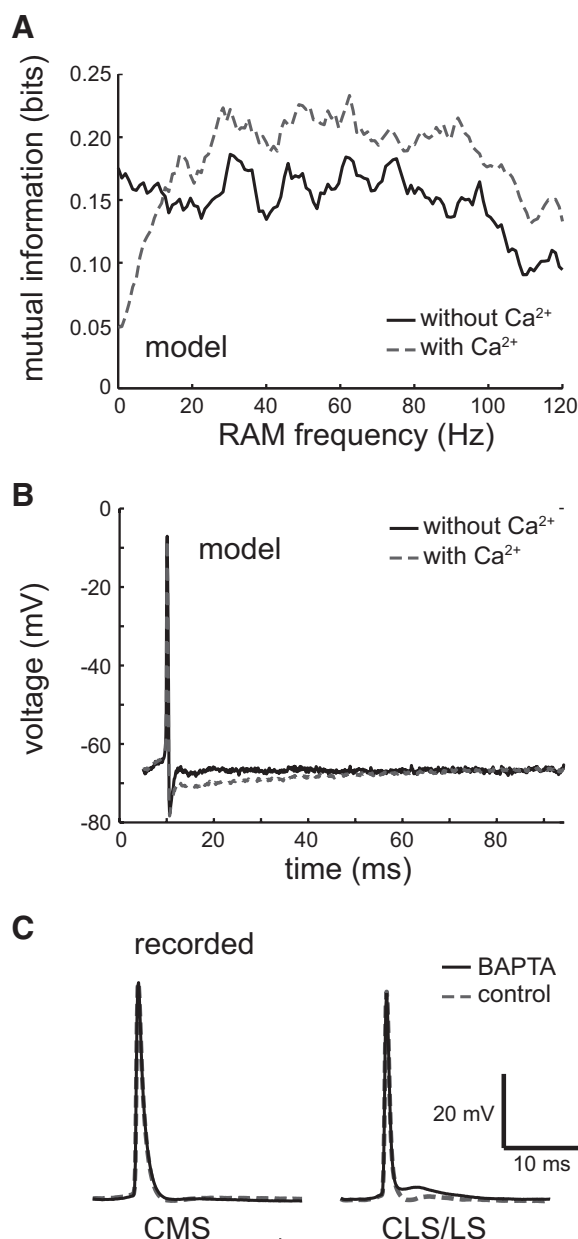 A
mutual information (bits)
0.25
0.20
0.15
0.10
0.05
0
model
without Ca²⁺
with Ca²⁺
0 20 40 60 80 100 120
RAM frequency (Hz)
B
voltage (mV)
0
-20
-40
-60
-80
model
without Ca²⁺
with Ca²⁺
0 20 40 60 80
time (ms)
C
recorded
BAPTA
control
20 mV
10 ms
CMS CLS/LS